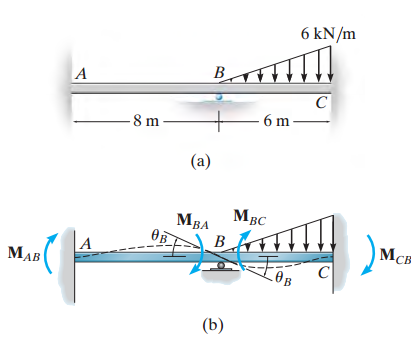 6 kN/m
A B
C
8 m 6 m
(a)
M_BA M_BC
θ_B B
M_AB A M_CB
C
θ_B
(b)